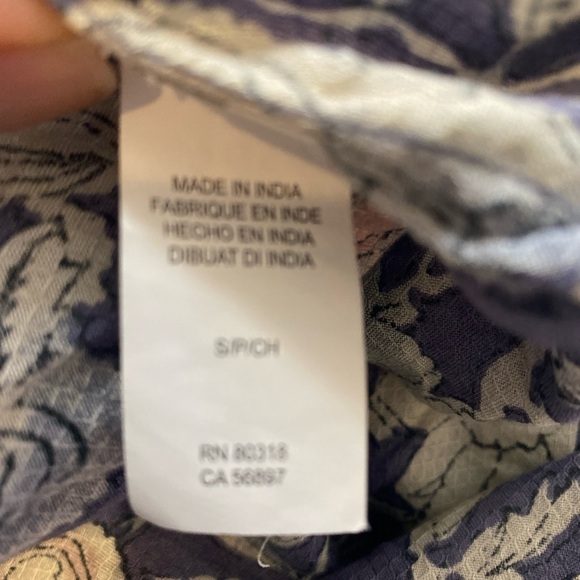 MADE IN INDIA
FABRIQUE EN INDE
HECHO EN INDIA
DIBUAT DI INDIA
S/P/CH
RN 80318
CA 56897